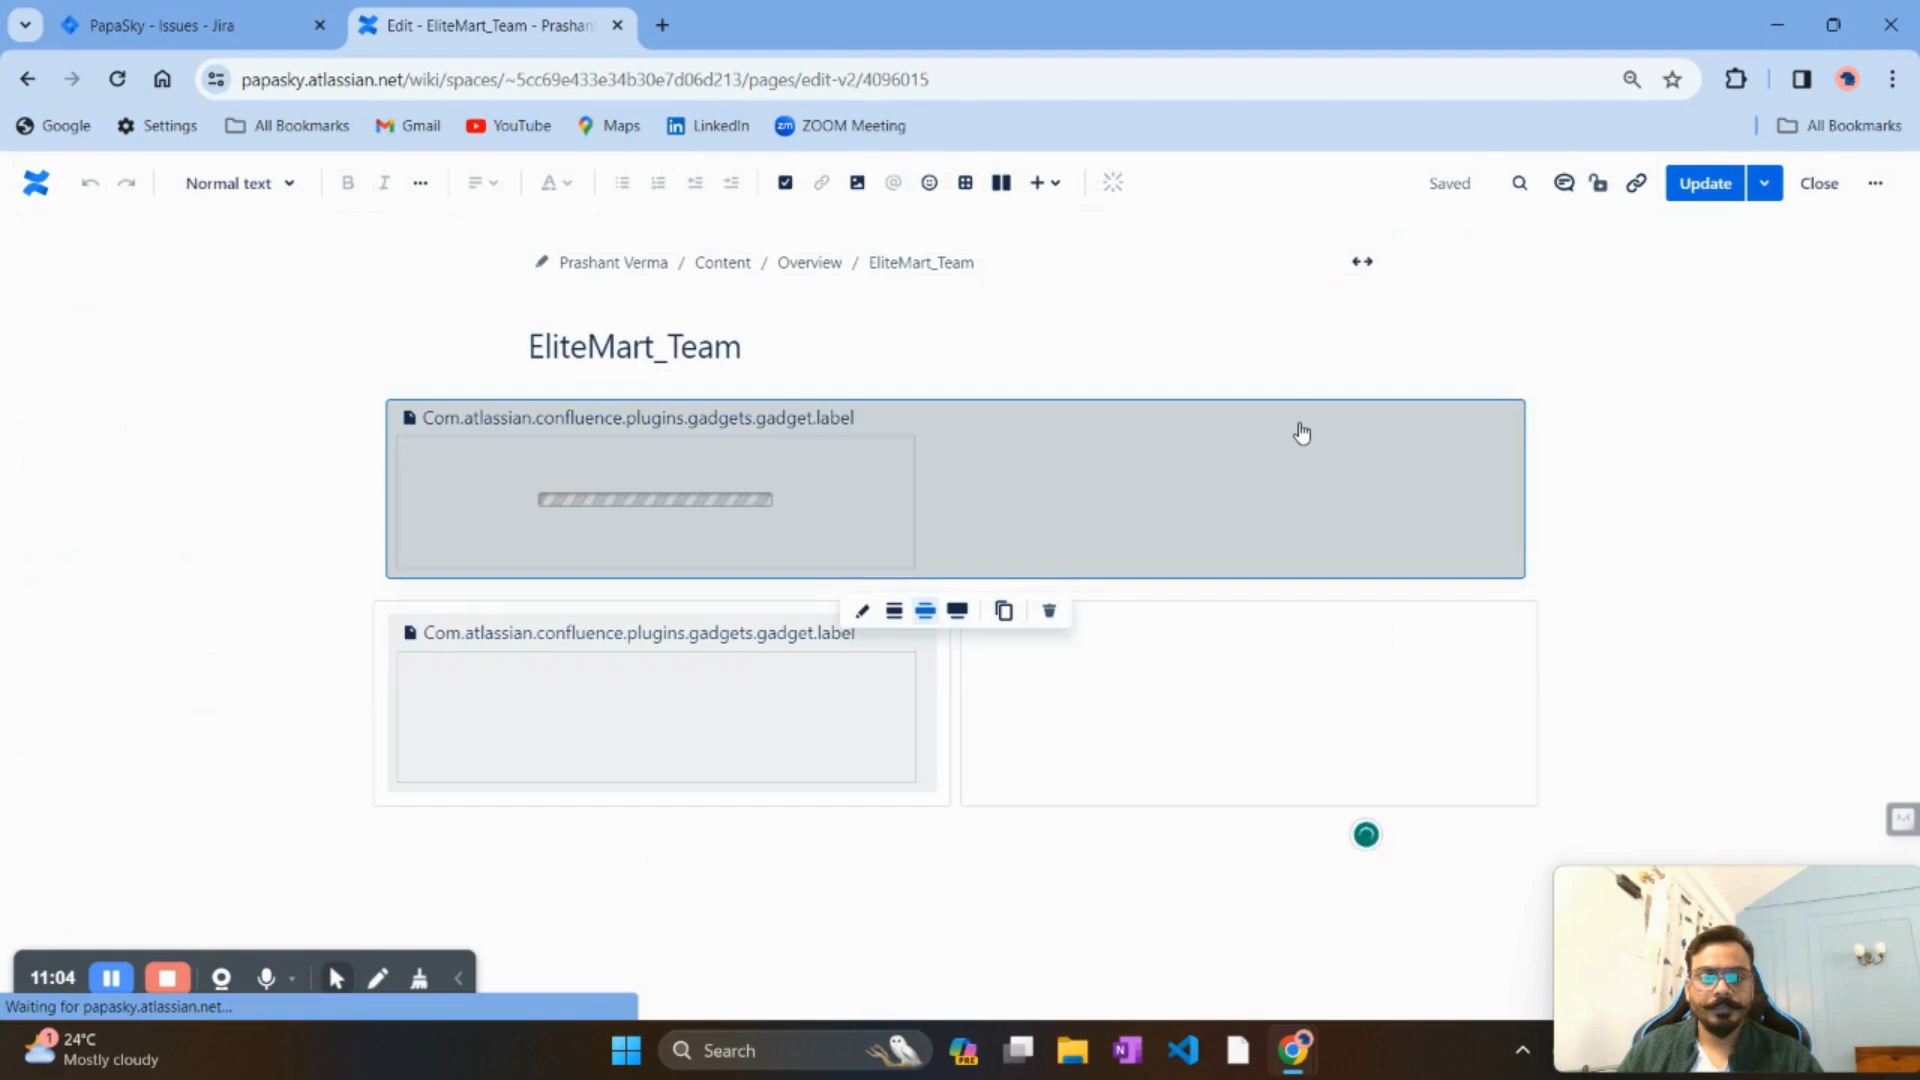 PapaSky - Issues - Jira
Edit - EliteMart_Team - Prashan
papasky.atlassian.net/wiki/spaces/~5cc69e433e34b30e7d06d213/pages/edit-v2/4096015
Google
Settings
All Bookmarks
Gmail
YouTube
Maps
LinkedIn
zm ZOOM Meeting
All Bookmarks
Normal text
B
I
A
Saved
Update
Close
Prashant Verma / Content / Overview / EliteMart_Team
EliteMart_Team
Com.atlassian.confluence.plugins.gadgets.gadget.label
Com.atlassian.confluence.plugins.gadgets.gadget.label
11:04
Waiting for papasky.atlassian.net...
1
24°C
Mostly cloudy
Search
PRE